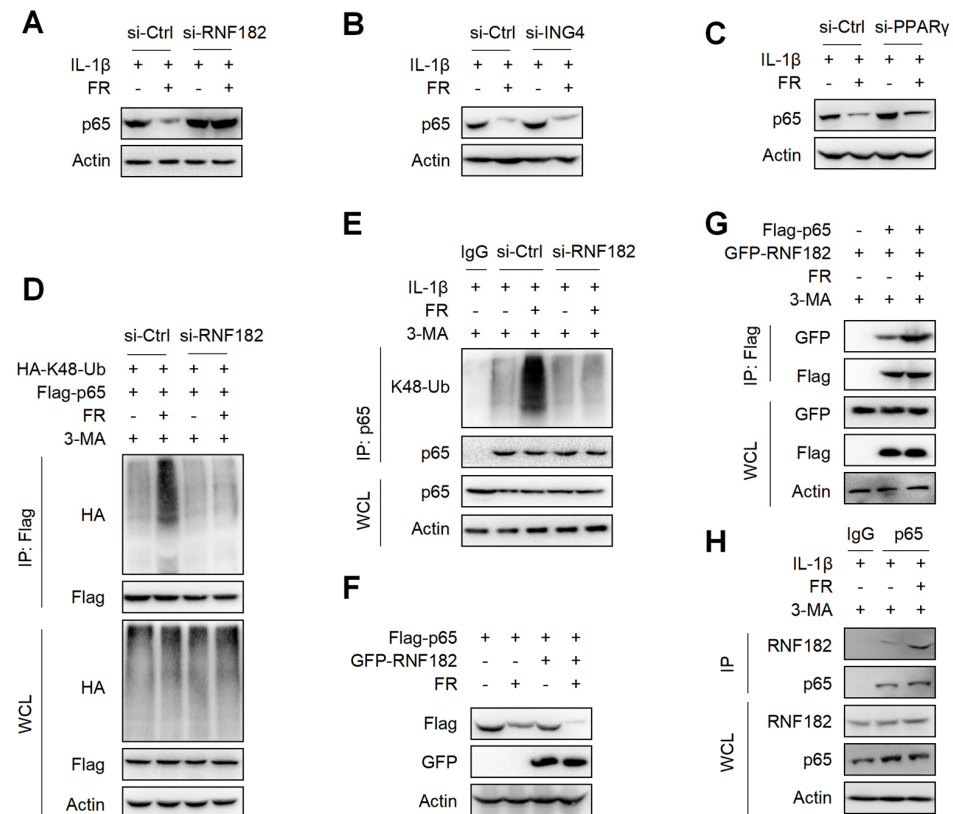 A
si-Ctrl si-RNF182
IL-1β + + + +
FR - + - +
p65
Actin
B
si-Ctrl si-ING4
IL-1β + + + +
FR - + - +
p65
Actin
C
si-Ctrl si-PPARγ
IL-1β + + + +
FR - + - +
p65
Actin
D
si-Ctrl si-RNF182
HA-K48-Ub + + + +
Flag-p65 + + + +
FR - + - +
3-MA + + + +
IP: Flag
HA
Flag
WCL
HA
Flag
Actin
E
IgG si-Ctrl si-RNF182
IL-1β + + + + +
FR - - + - +
3-MA + + + + +
IP: p65
K48-Ub
p65
WCL
p65
Actin
F
Flag-p65 + + + +
GFP-RNF182 - - + +
FR - + - +
Flag
GFP
Actin
G
Flag-p65 - + +
GFP-RNF182 + + +
FR - - +
3-MA + + +
IP: Flag
GFP
Flag
WCL
GFP
Flag
Actin
H
IgG p65
IL-1β + + +
FR - - +
3-MA + + +
IP
RNF182
p65
WCL
RNF182
p65
Actin